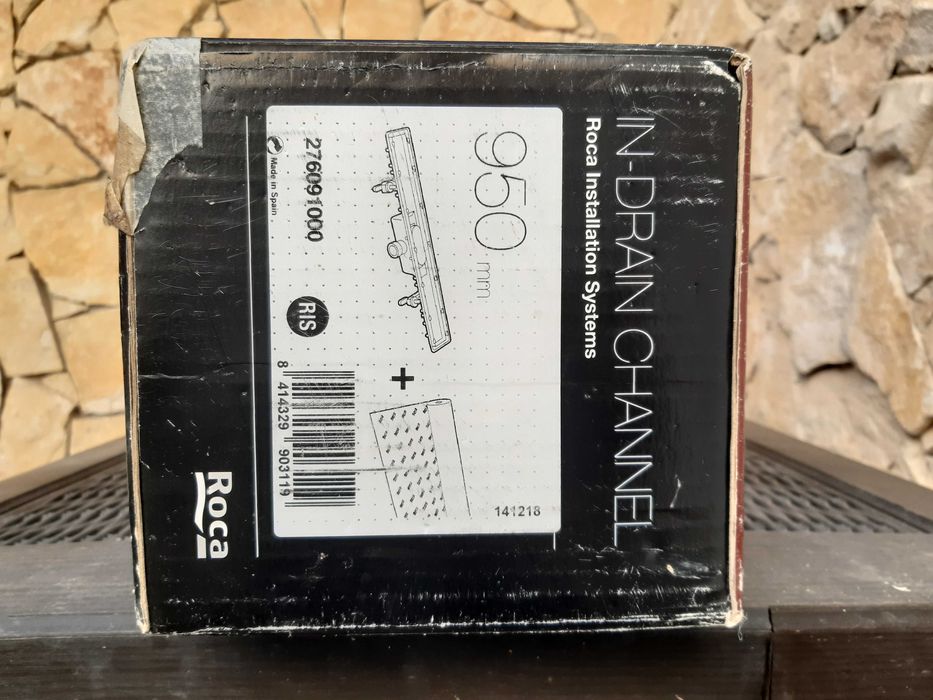 IN-DRAIN CHANNEL
Roca Installation Systems
950 mm
+
141218
276091000
Made in Spain
RIS
8 414329 903119
Roca